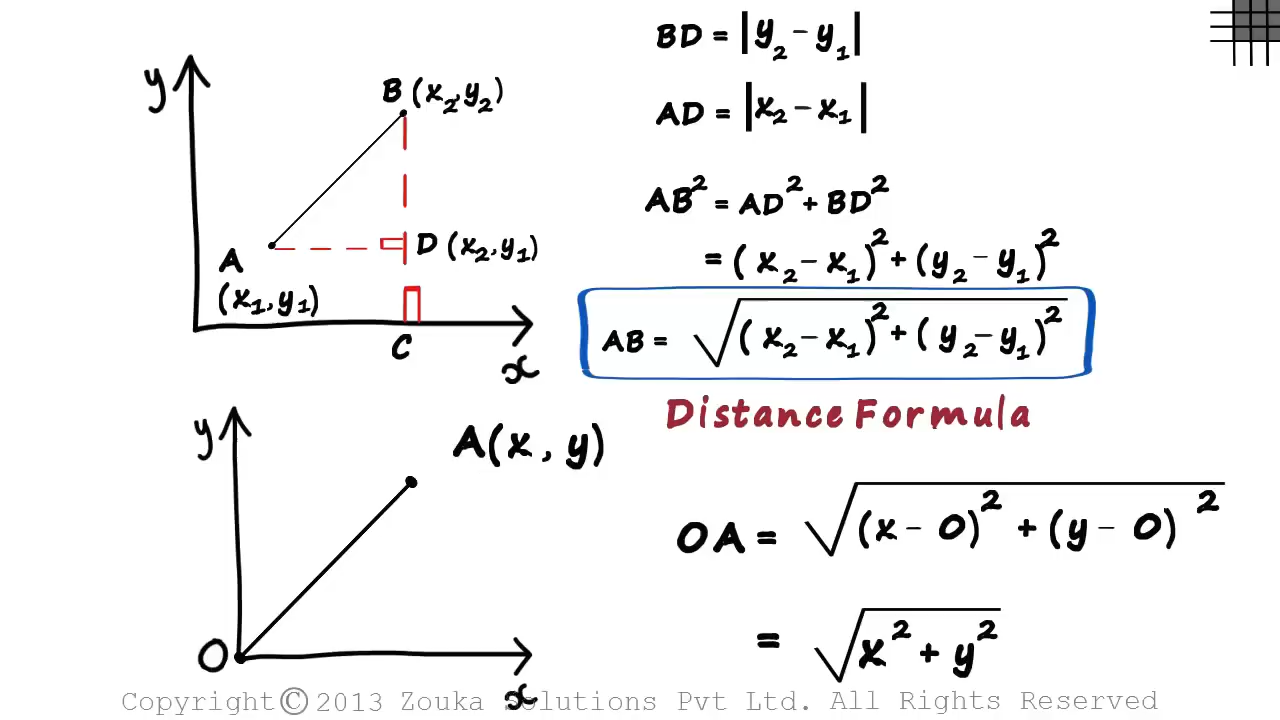 y
B (x₂, y₂)
A
(x₁, y₁)
D (x₂, y₁)
C
x
BD = |y₂ − y₁|
AD = |x₂ − x₁|
AB² = AD² + BD²
= (x₂ − x₁)² + (y₂ − y₁)²
AB = √((x₂ − x₁)² + (y₂ − y₁)²)
Distance Formula
y
A(x, y)
O
x
OA = √((x − 0)² + (y − 0)²)
= √(x² + y²)
Copyright© 2013 Zouka Solutions Pvt Ltd. All Rights Reserved